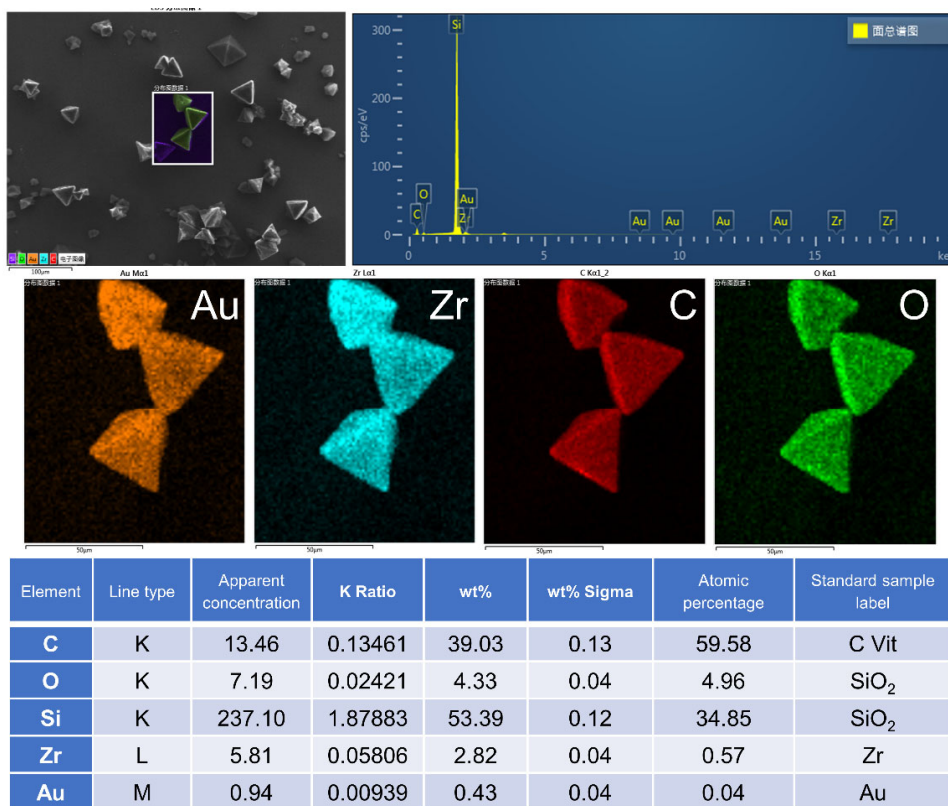 分布图数据 1
Si O Au Zr C 电子图像
100μm
面总谱图
cps/eV
300
200
100
0
Si
O
C
Au
Z
Au Au Au Au Zr Zr
0 5 10 15 ke
Au Mα1
分布图数据 1
Au
50μm
Zr Lα1
分布图数据 1
Zr
50μm
C Kα1_2
分布图数据 1
C
50μm
O Kα1
分布图数据 1
O
50μm
Element Line type Apparent concentration K Ratio wt% wt% Sigma Atomic percentage Standard sample label
C K 13.46 0.13461 39.03 0.13 59.58 C Vit
O K 7.19 0.02421 4.33 0.04 4.96 SiO₂
Si K 237.10 1.87883 53.39 0.12 34.85 SiO₂
Zr L 5.81 0.05806 2.82 0.04 0.57 Zr
Au M 0.94 0.00939 0.43 0.04 0.04 Au